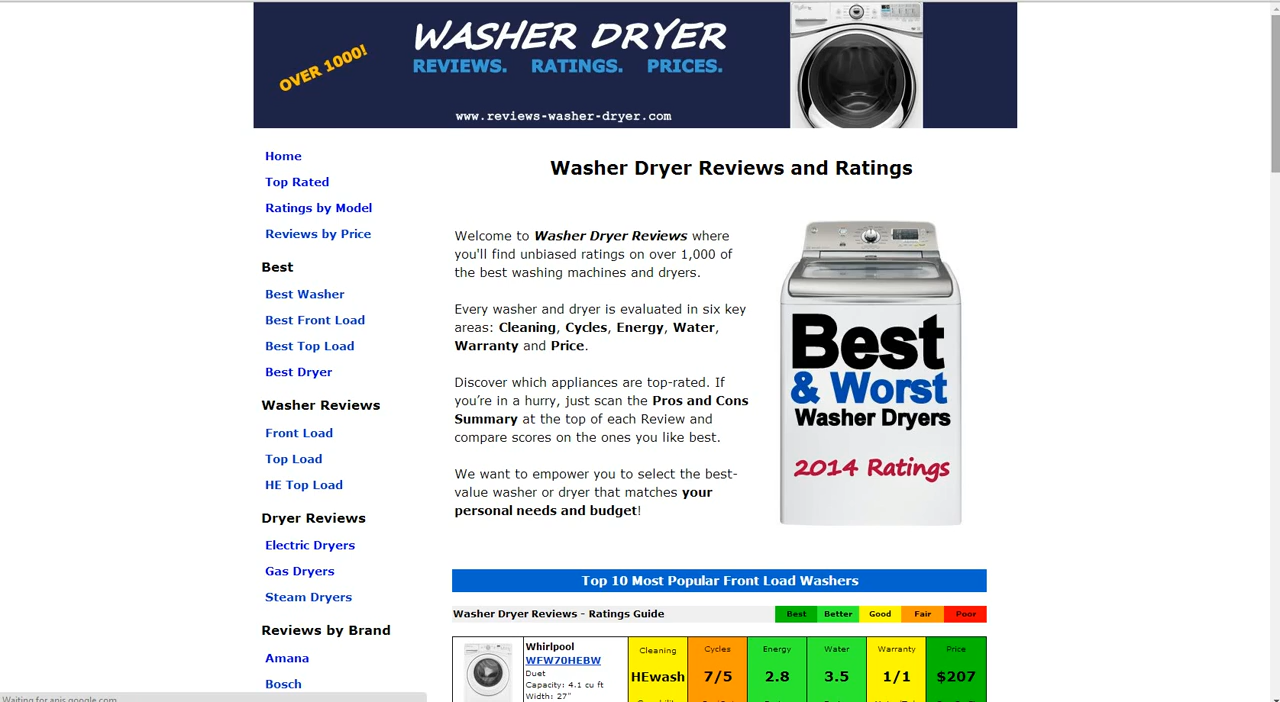 OVER 1000!
WASHER DRYER
REVIEWS. RATINGS. PRICES.
www.reviews-washer-dryer.com
Home
Top Rated
Ratings by Model
Reviews by Price
Best
Best Washer
Best Front Load
Best Top Load
Best Dryer
Washer Reviews
Front Load
Top Load
HE Top Load
Dryer Reviews
Electric Dryers
Gas Dryers
Steam Dryers
Reviews by Brand
Amana
Bosch
Washer Dryer Reviews and Ratings
Welcome to Washer Dryer Reviews where
you'll find unbiased ratings on over 1,000 of
the best washing machines and dryers.
Every washer and dryer is evaluated in six key
areas: Cleaning, Cycles, Energy, Water,
Warranty and Price.
Discover which appliances are top-rated. If
you’re in a hurry, just scan the Pros and Cons
Summary at the top of each Review and
compare scores on the ones you like best.
We want to empower you to select the best-
value washer or dryer that matches your
personal needs and budget!
Best
& Worst
Washer Dryers
2014 Ratings
Top 10 Most Popular Front Load Washers
Washer Dryer Reviews - Ratings Guide Best Better Good Fair Poor
Whirlpool
WFW70HEBW
Duet
Capacity: 4.1 cu ft
Width: 27"
Cleaning Cycles Energy Water Warranty Price
HEwash 7/5 2.8 3.5 1/1 $207
Waiting for apis.google.com